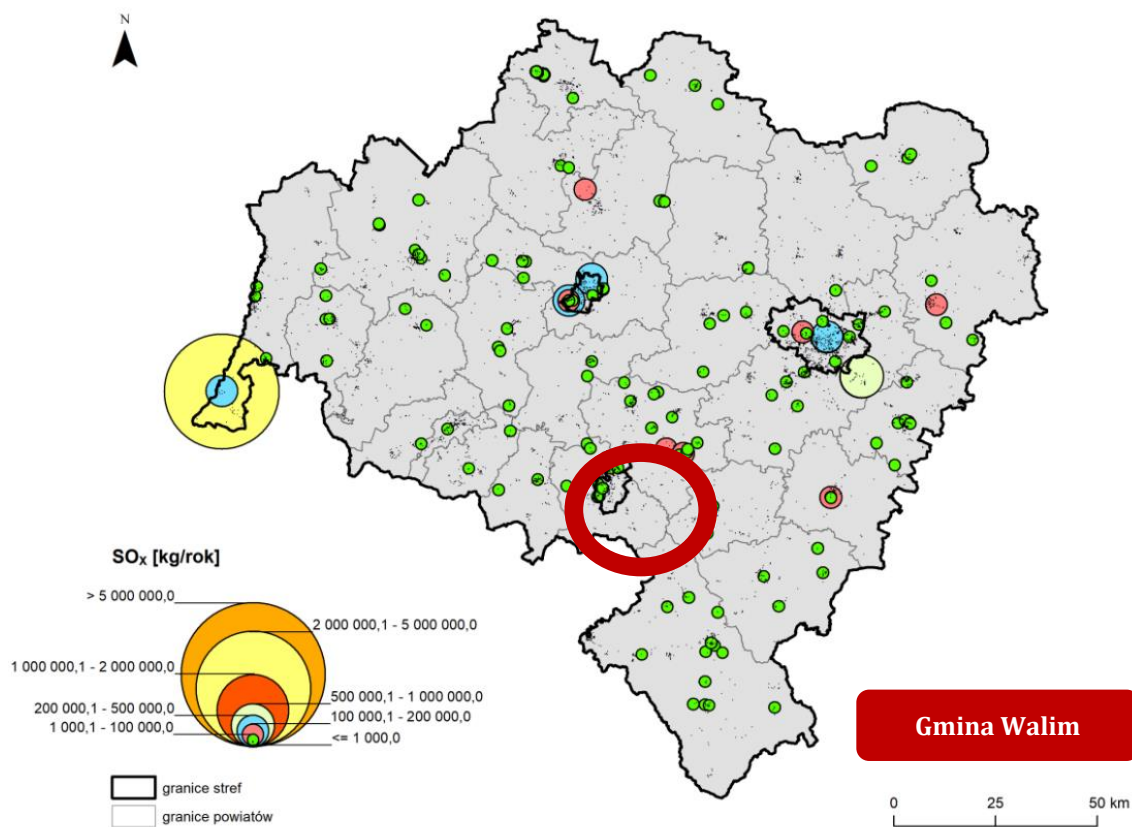 N
SOx [kg/rok]
> 5 000 000,0
2 000 000,1 - 5 000 000,0
1 000 000,1 - 2 000 000,0
500 000,1 - 1 000 000,0
200 000,1 - 500 000,0
100 000,1 - 200 000,0
1 000,1 - 100 000,0
<= 1 000,0
granice stref
granice powiatów
Gmina Walim
0 25 50 km